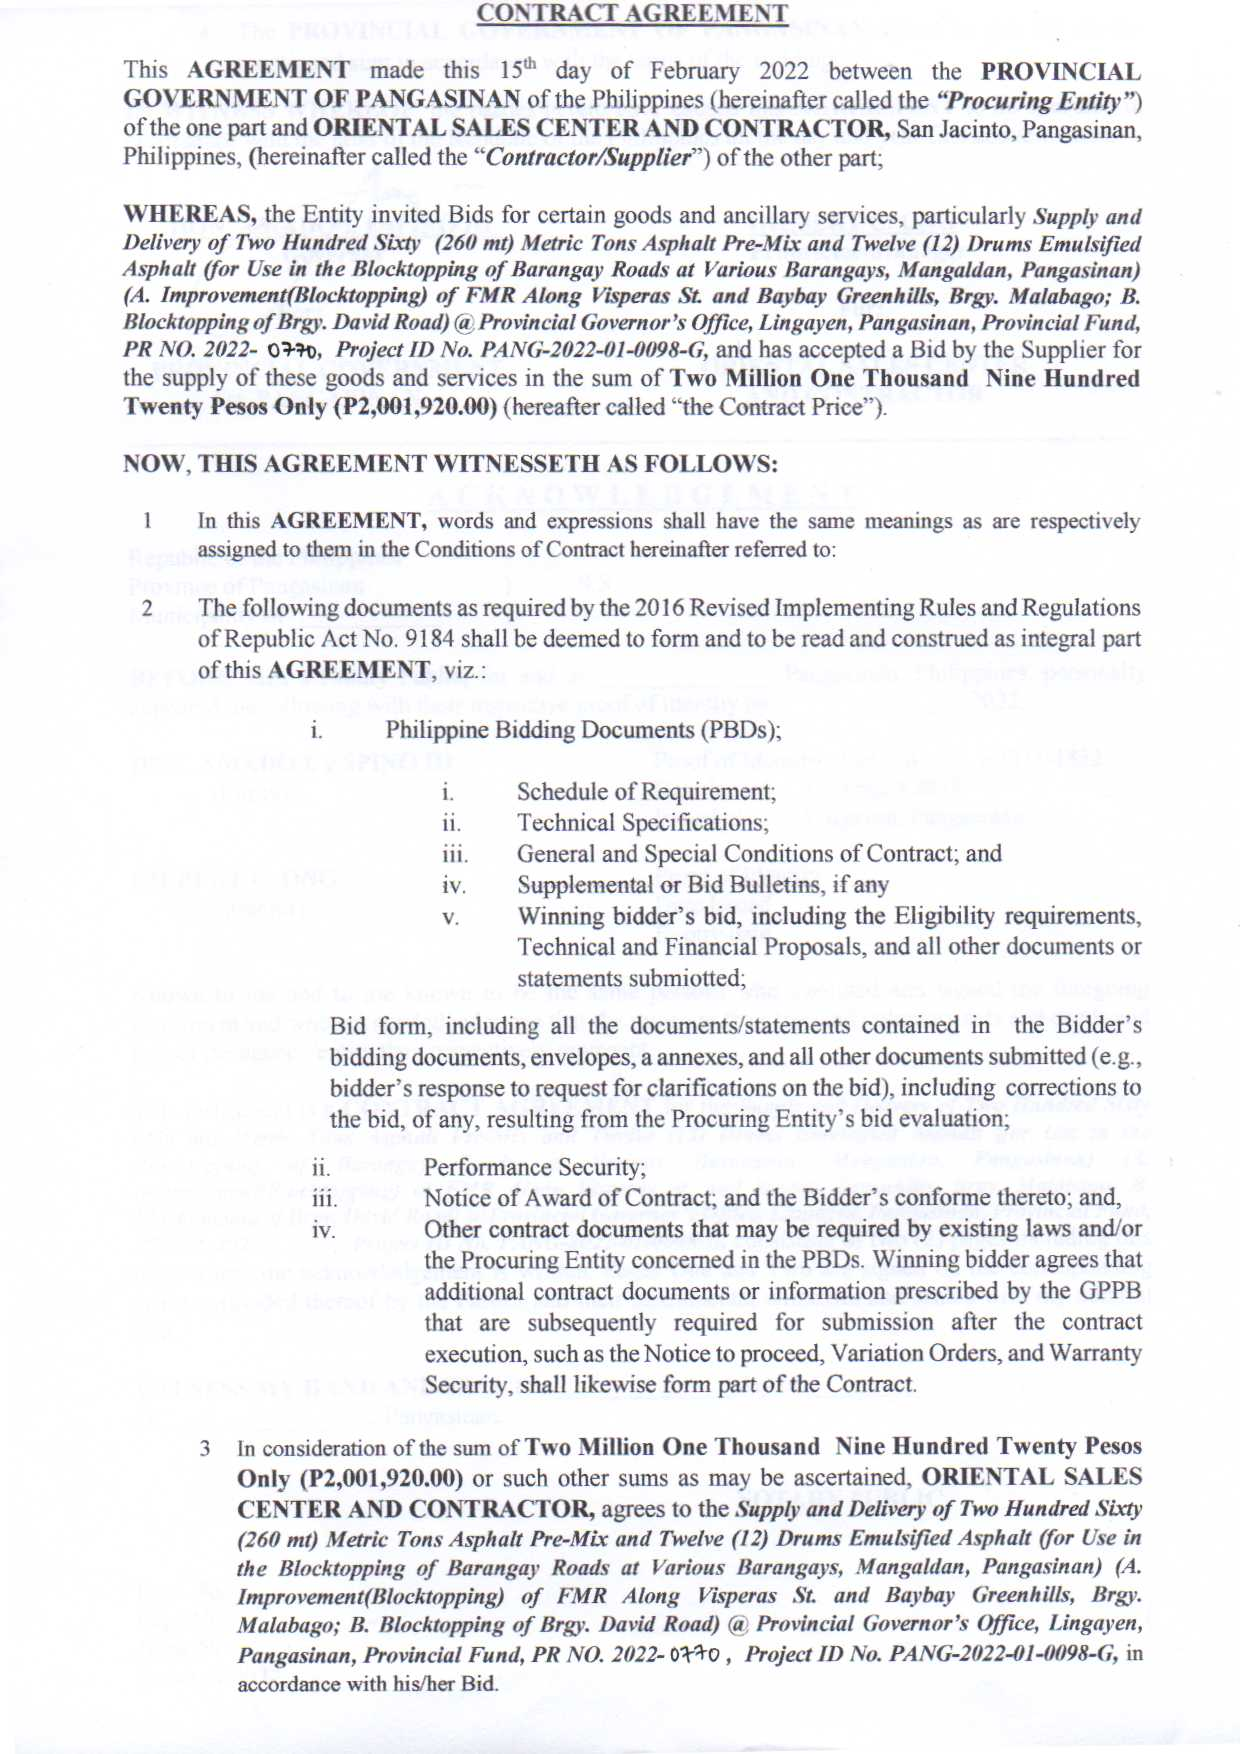 CONTRACT AGREEMENT
This AGREEMENT made this 15th day of February 2022 between the PROVINCIAL
GOVERNMENT OF PANGASINAN of the Philippines (hereinafter called the “Procuring Entity”)
of the one part and ORIENTAL SALES CENTER AND CONTRACTOR, San Jacinto, Pangasinan,
Philippines, (hereinafter called the “Contractor/Supplier”) of the other part;
WHEREAS, the Entity invited Bids for certain goods and ancillary services, particularly Supply and
Delivery of Two Hundred Sixty (260 mt) Metric Tons Asphalt Pre-Mix and Twelve (12) Drums Emulsified
Asphalt (for Use in the Blocktopping of Barangay Roads at Various Barangays, Mangaldan, Pangasinan)
(A. Improvement(Blocktopping) of FMR Along Visperas St. and Baybay Greenhills, Brgy. Malabago; B.
Blocktopping of Brgy. David Road) @ Provincial Governor’s Office, Lingayen, Pangasinan, Provincial Fund,
PR NO. 2022- 0770, Project ID No. PANG-2022-01-0098-G, and has accepted a Bid by the Supplier for
the supply of these goods and services in the sum of Two Million One Thousand Nine Hundred
Twenty Pesos Only (P2,001,920.00) (hereafter called “the Contract Price”).
NOW, THIS AGREEMENT WITNESSETH AS FOLLOWS:
1 In this AGREEMENT, words and expressions shall have the same meanings as are respectively
assigned to them in the Conditions of Contract hereinafter referred to:
2 The following documents as required by the 2016 Revised Implementing Rules and Regulations
of Republic Act No. 9184 shall be deemed to form and to be read and construed as integral part
of this AGREEMENT, viz.:
i. Philippine Bidding Documents (PBDs);
i. Schedule of Requirement;
ii. Technical Specifications;
iii. General and Special Conditions of Contract; and
iv. Supplemental or Bid Bulletins, if any
v. Winning bidder’s bid, including the Eligibility requirements,
Technical and Financial Proposals, and all other documents or
statements submiotted;
Bid form, including all the documents/statements contained in the Bidder’s
bidding documents, envelopes, a annexes, and all other documents submitted (e.g.,
bidder’s response to request for clarifications on the bid), including corrections to
the bid, of any, resulting from the Procuring Entity’s bid evaluation;
ii. Performance Security;
iii. Notice of Award of Contract; and the Bidder’s conforme thereto; and,
iv. Other contract documents that may be required by existing laws and/or
the Procuring Entity concerned in the PBDs. Winning bidder agrees that
additional contract documents or information prescribed by the GPPB
that are subsequently required for submission after the contract
execution, such as the Notice to proceed, Variation Orders, and Warranty
Security, shall likewise form part of the Contract.
3 In consideration of the sum of Two Million One Thousand Nine Hundred Twenty Pesos
Only (P2,001,920.00) or such other sums as may be ascertained, ORIENTAL SALES
CENTER AND CONTRACTOR, agrees to the Supply and Delivery of Two Hundred Sixty
(260 mt) Metric Tons Asphalt Pre-Mix and Twelve (12) Drums Emulsified Asphalt (for Use in
the Blocktopping of Barangay Roads at Various Barangays, Mangaldan, Pangasinan) (A.
Improvement(Blocktopping) of FMR Along Visperas St. and Baybay Greenhills, Brgy.
Malabago; B. Blocktopping of Brgy. David Road) @ Provincial Governor’s Office, Lingayen,
Pangasinan, Provincial Fund, PR NO. 2022- 0770 , Project ID No. PANG-2022-01-0098-G, in
accordance with his/her Bid.